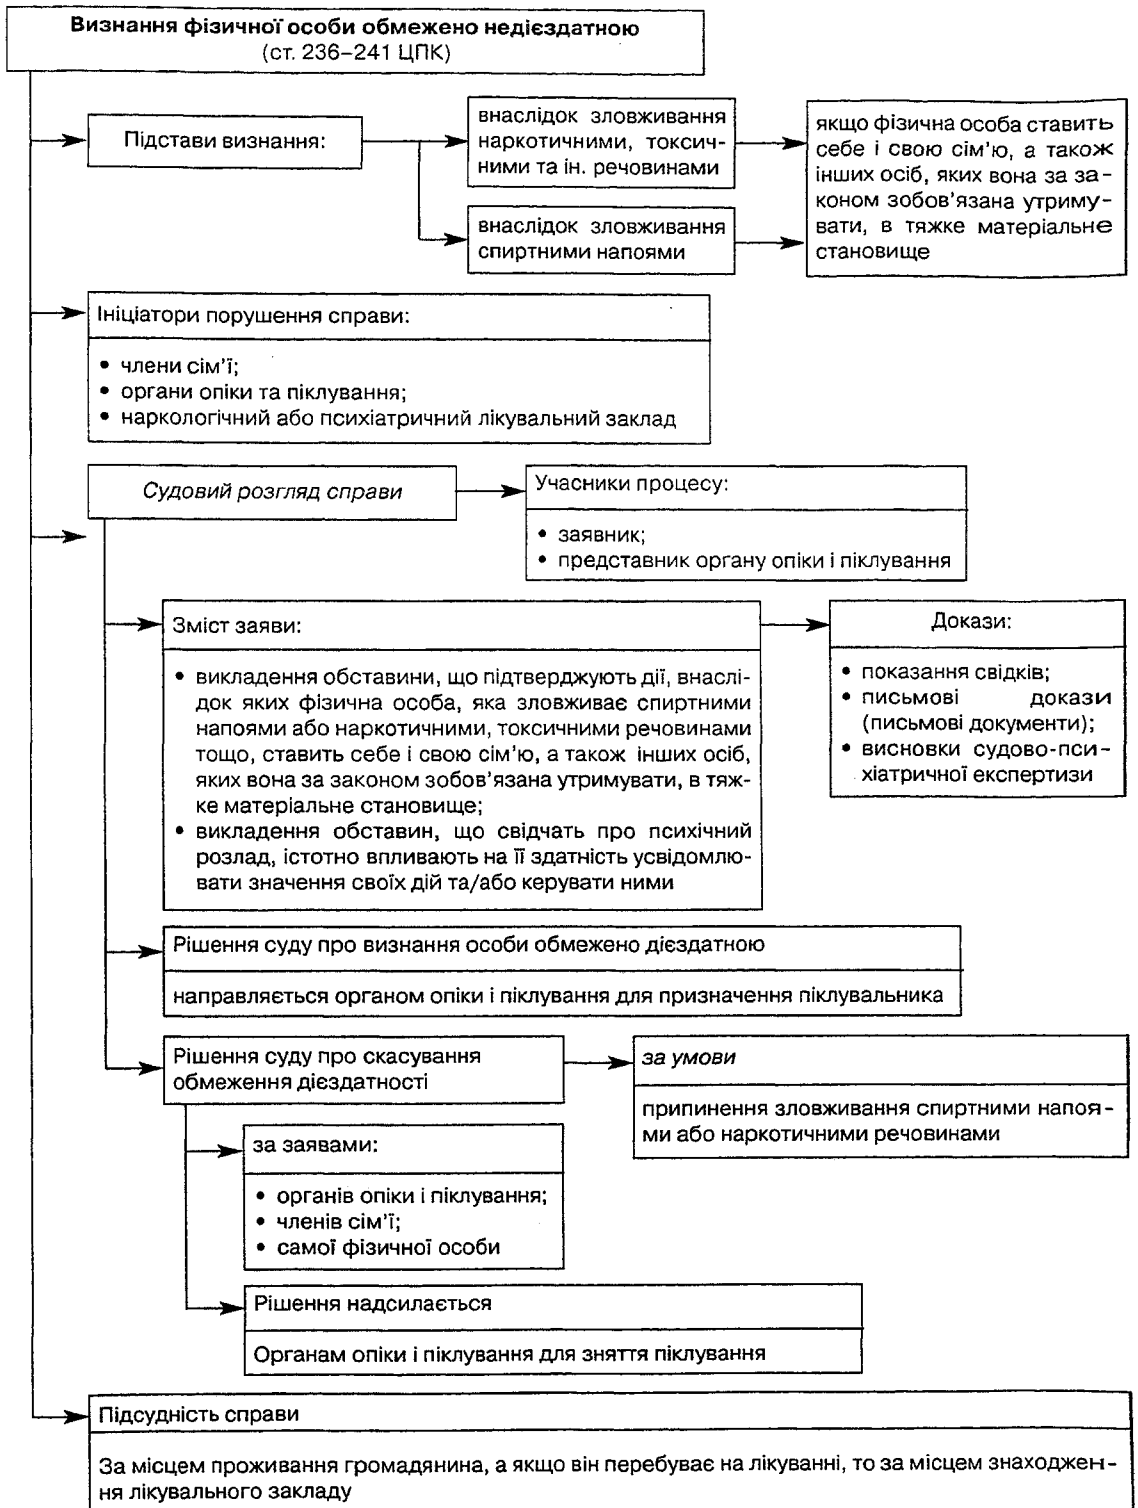 Визнання фізичної особи обмежено недієздатною
(ст. 236–241 ЦПК)
Підстави визнання:
внаслідок зловживання
наркотичними, токсич-
ними та ін. речовинами
внаслідок зловживання
спиртними напоями
якщо фізична особа ставить
себе і свою сім’ю, а також
інших осіб, яких вона за за-
коном зобов’язана утриму-
вати, в тяжке матеріальне
становище
Ініціатори порушення справи:
• члени сім’ї;
• органи опіки та піклування;
• наркологічний або психіатричний лікувальний заклад
Судовий розгляд справи
Учасники процесу:
• заявник;
• представник органу опіки і піклування
Зміст заяви:
• викладення обставини, що підтверджують дії, внаслі-
док яких фізична особа, яка зловживає спиртними
напоями або наркотичними, токсичними речовинами
тощо, ставить себе і свою сім’ю, а також інших осіб,
яких вона за законом зобов’язана утримувати, в тяж-
ке матеріальне становище;
• викладення обставин, що свідчать про психічний
розлад, істотно впливають на її здатність усвідомлю-
вати значення своїх дій та/або керувати ними
Докази:
• показання свідків;
• письмові докази
(письмові документи);
• висновки судово-пси-
хіатричної експертизи
Рішення суду про визнання особи обмежено дієздатною
направляється органом опіки і піклування для призначення піклувальника
Рішення суду про скасування
обмеження дієздатності
за умови
припинення зловживання спиртними напоя-
ми або наркотичними речовинами
за заявами:
• органів опіки і піклування;
• членів сім’ї;
• самої фізичної особи
Рішення надсилається
Органам опіки і піклування для зняття піклування
Підсудність справи
За місцем проживання громадянина, а якщо він перебуває на лікуванні, то за місцем знаходжен-
ня лікувального закладу